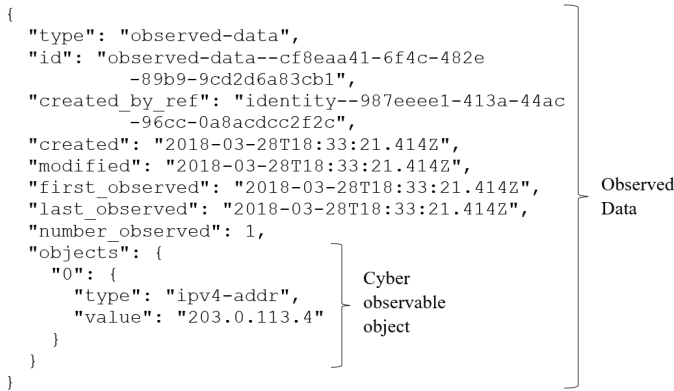 {
  "type": "observed-data",
  "id": "observed-data--cf8eaa41-6f4c-482e
         -89b9-9cd2d6a83cb1",
  "created_by_ref": "identity--987eeee1-413a-44ac
         -96cc-0a8acdcc2f2c",
  "created": "2018-03-28T18:33:21.414Z",
  "modified": "2018-03-28T18:33:21.414Z",
  "first_observed": "2018-03-28T18:33:21.414Z",
  "last_observed": "2018-03-28T18:33:21.414Z",
  "number_observed": 1,
  "objects": {
    "0": {
      "type": "ipv4-addr",
      "value": "203.0.113.4"
    }
  }
}
Cyber
observable
object
Observed
Data